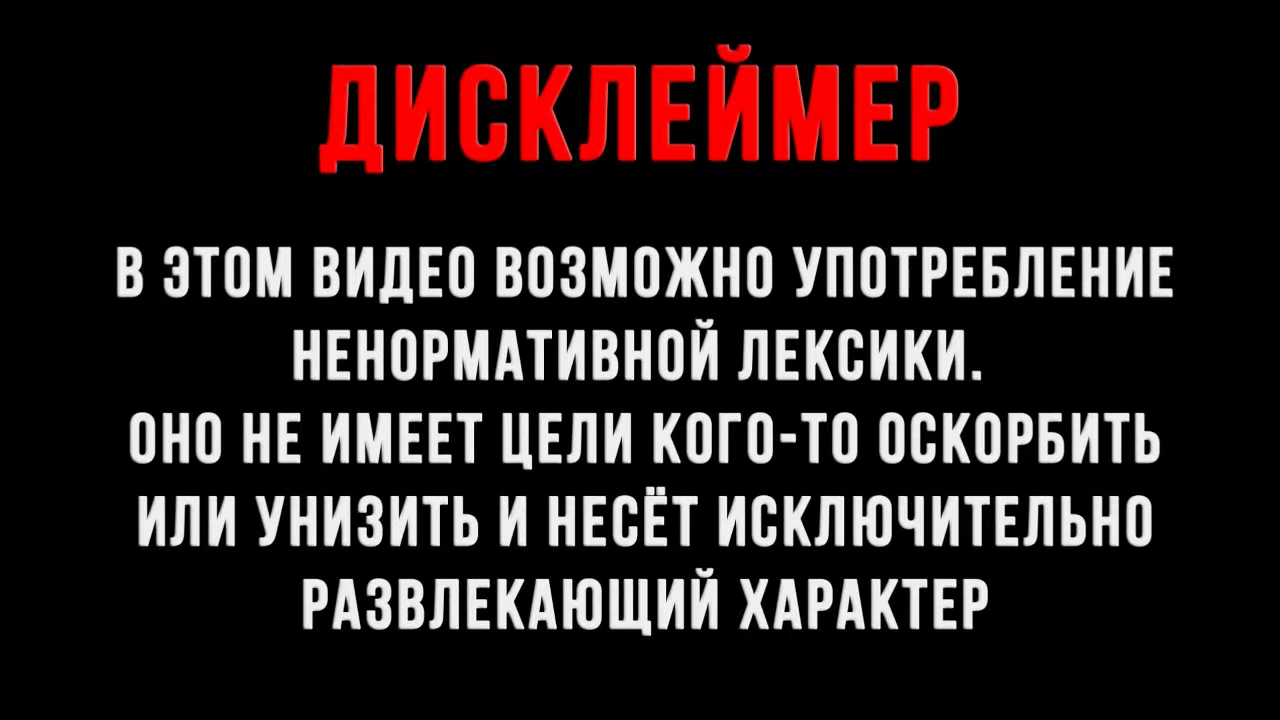 ДИСКЛЕЙМЕР
В ЭТОМ ВИДЕО ВОЗМОЖНО УПОТРЕБЛЕНИЕ
НЕНОРМАТИВНОЙ ЛЕКСИКИ.
ОНО НЕ ИМЕЕТ ЦЕЛИ КОГО-ТО ОСКОРБИТЬ
ИЛИ УНИЗИТЬ И НЕСЁТ ИСКЛЮЧИТЕЛЬНО
РАЗВЛЕКАЮЩИЙ ХАРАКТЕР